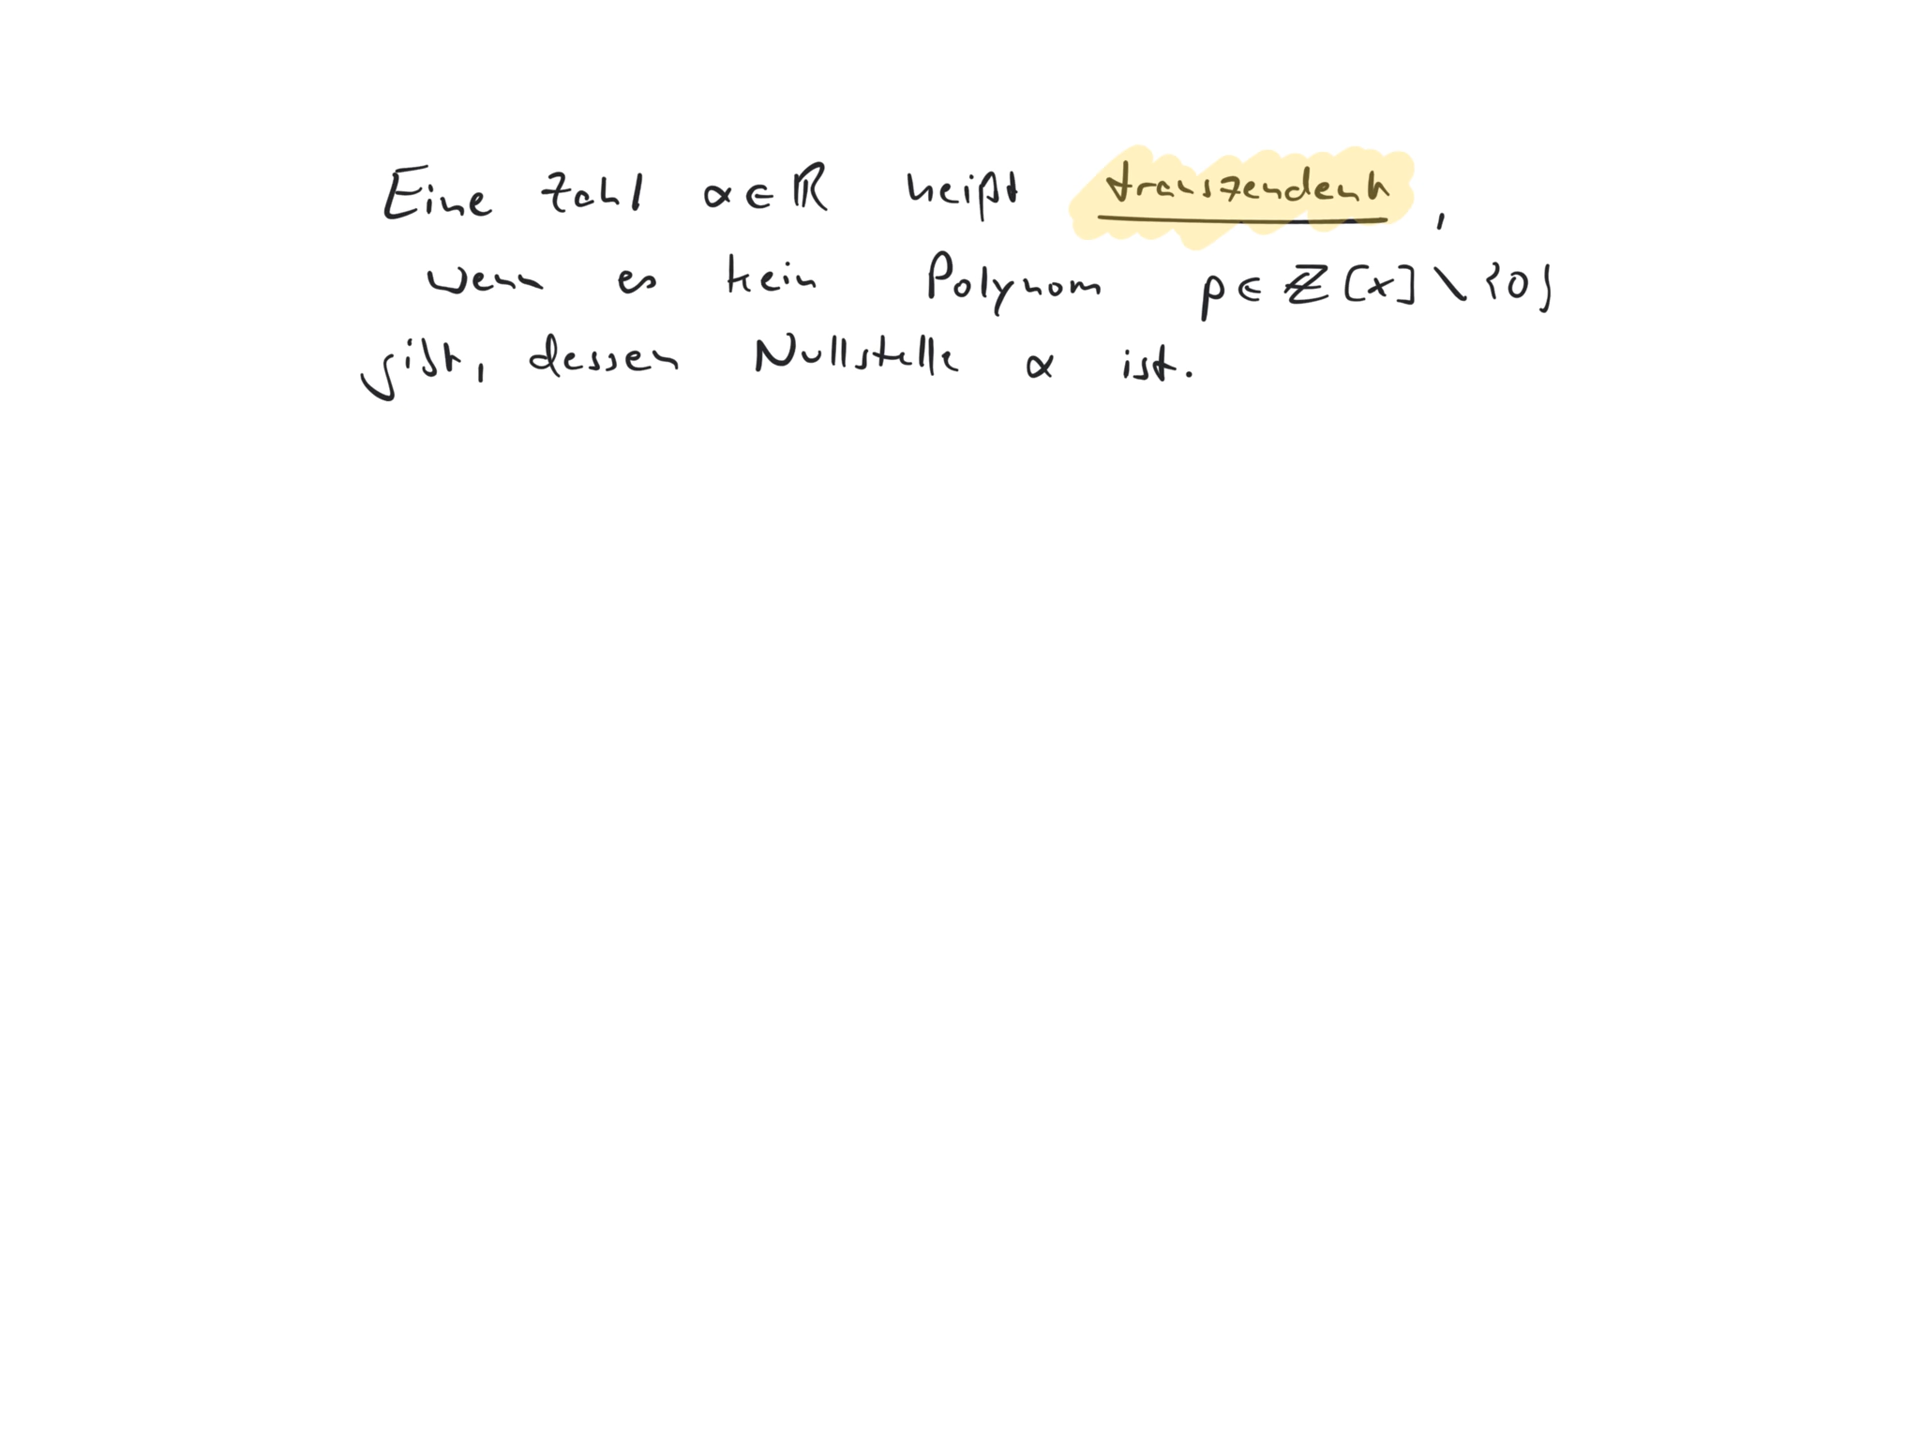 Eine Zahl α∈ℝ heißt transzendent,
wenn es kein Polynom p∈ℤ[x]∖{0}
gibt, dessen Nullstelle α ist.